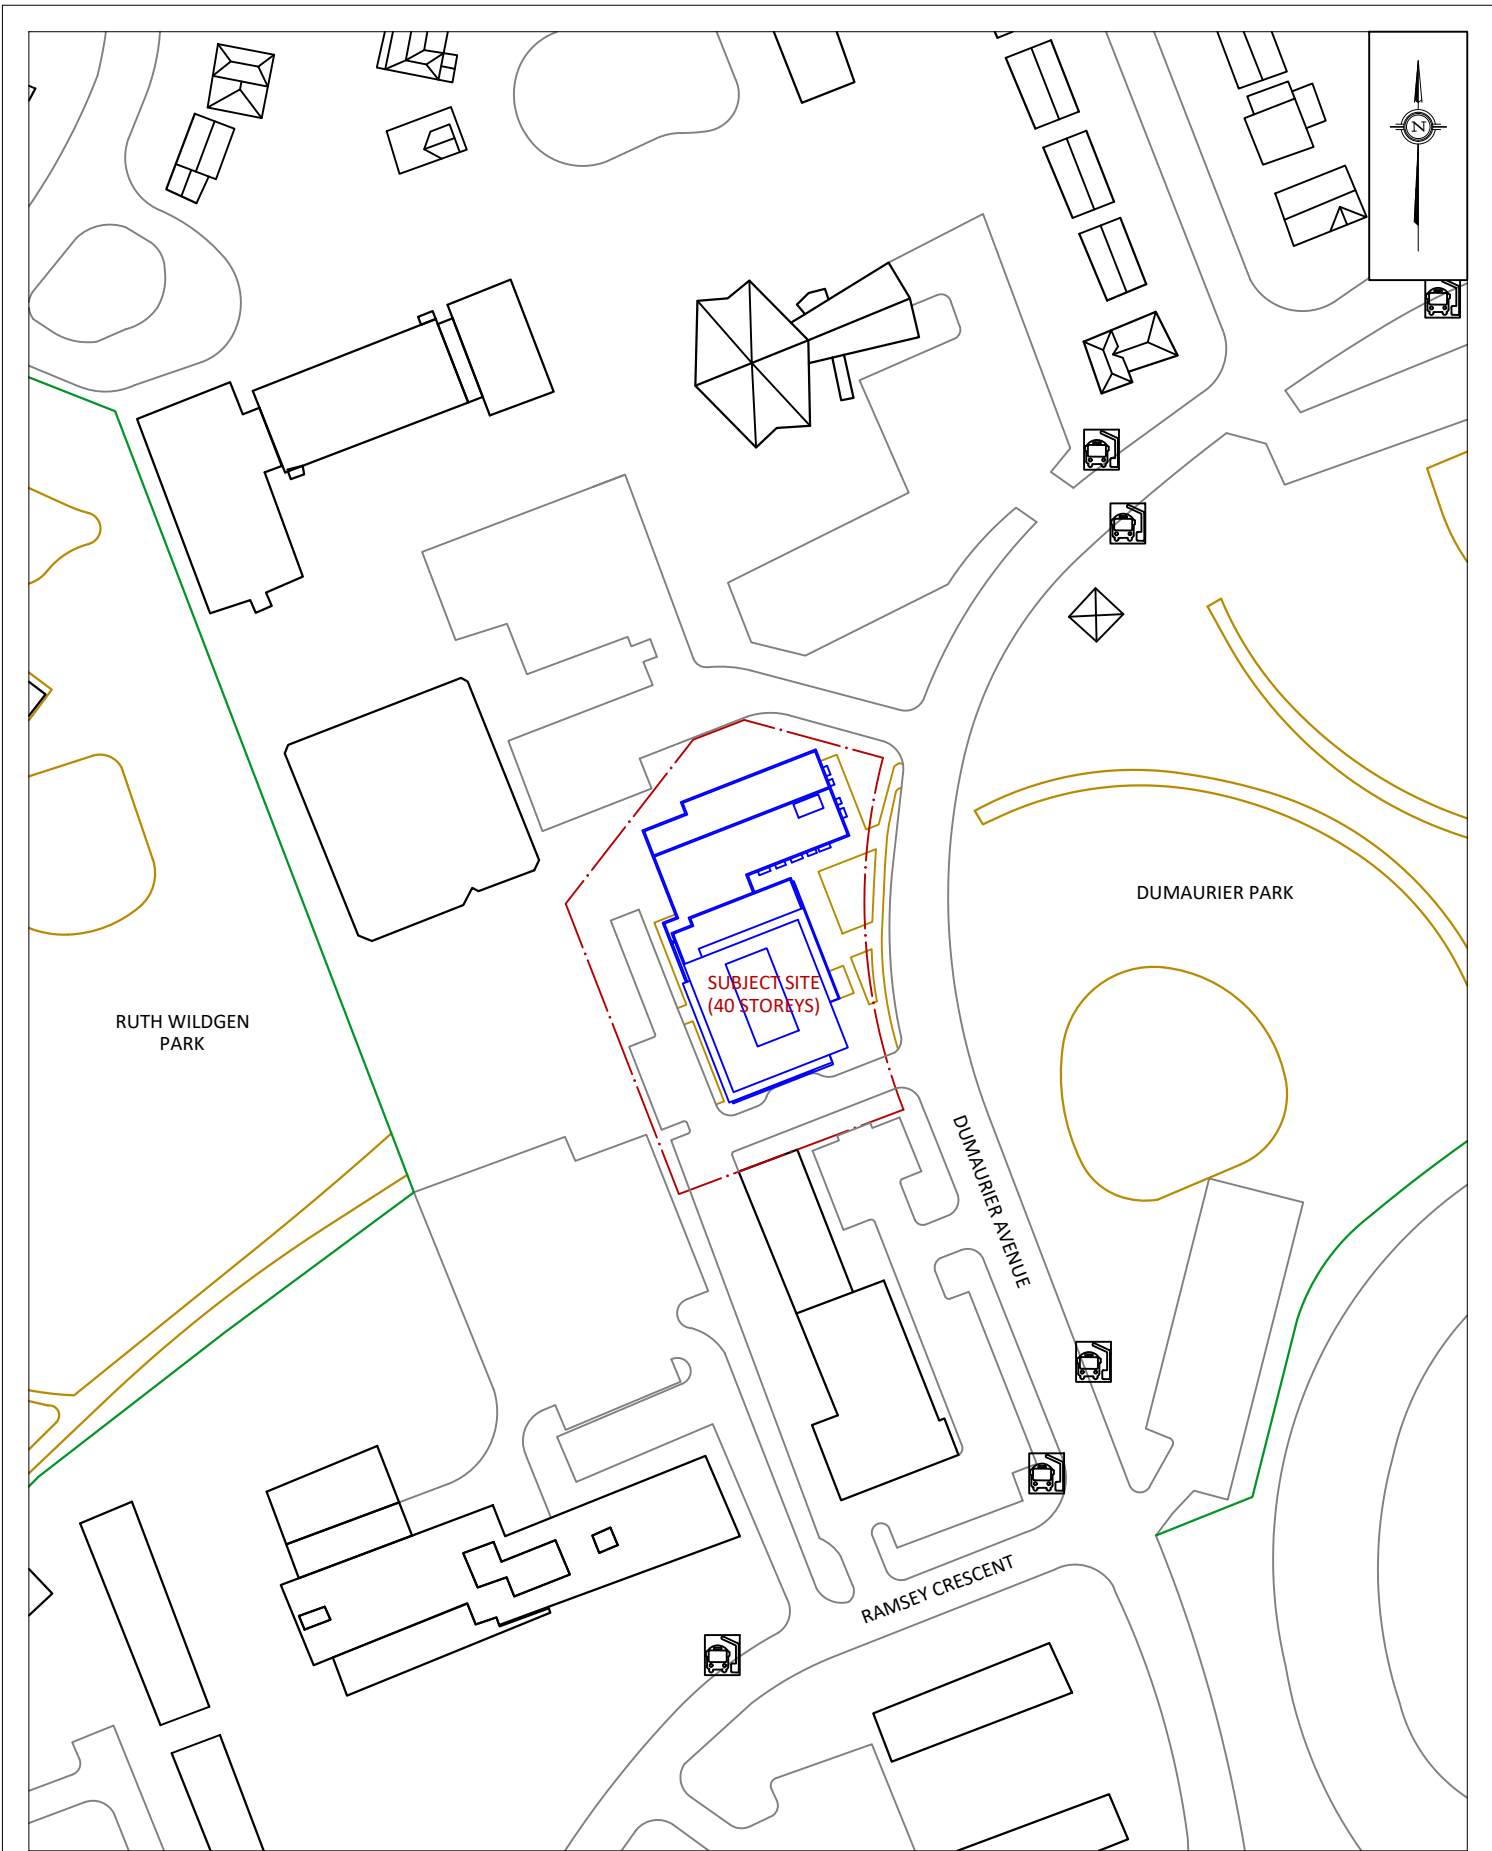 N
DUMAURIER PARK
SUBJECT SITE
(40 STOREYS)
RUTH WILDGEN
PARK
DUMAURIER AVENUE
RAMSEY CRESCENT